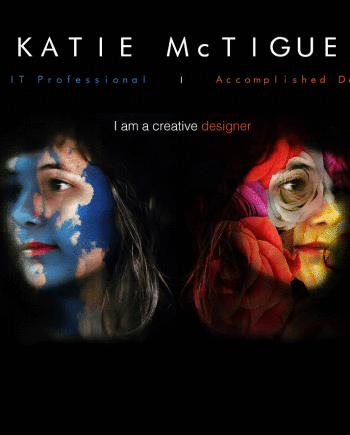 KATIE McTIGUE
IT Professional | Accomplished
I am a creative designer